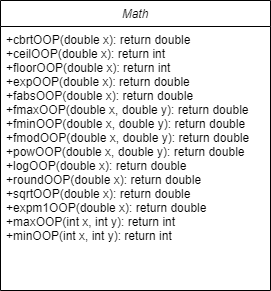 Math
+cbrtOOP(double x): return double
+ceilOOP(double x): return int
+floorOOP(double x): return int
+expOOP(double x): return double
+fabsOOP(double x): return double
+fmaxOOP(double x, double y): return double
+fminOOP(double x, double y): return double
+fmodOOP(double x, double y): return double
+powOOP(double x, double y): return double
+logOOP(double x): return double
+roundOOP(double x): return double
+sqrtOOP(double x): return double
+expm1OOP(double x): return double
+maxOOP(int x, int y): return int
+minOOP(int x, int y): return int